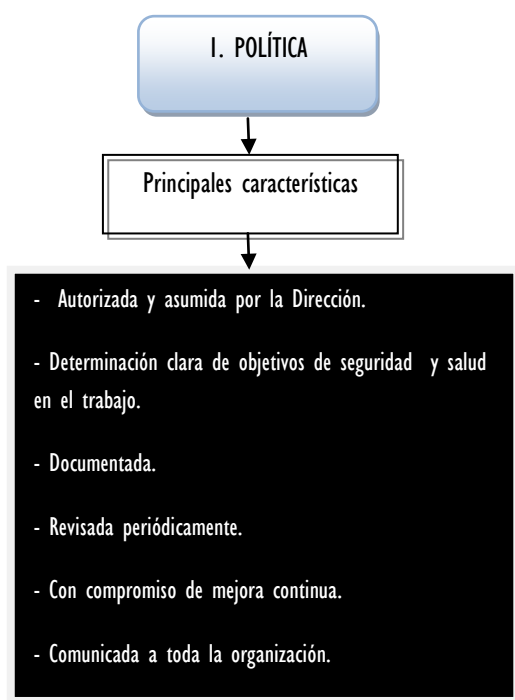 1. POLÍTICA
Principales características
- Autorizada y asumida por la Dirección.
- Determinación clara de objetivos de seguridad y salud
en el trabajo.
- Documentada.
- Revisada periódicamente.
- Con compromiso de mejora continua.
- Comunicada a toda la organización.